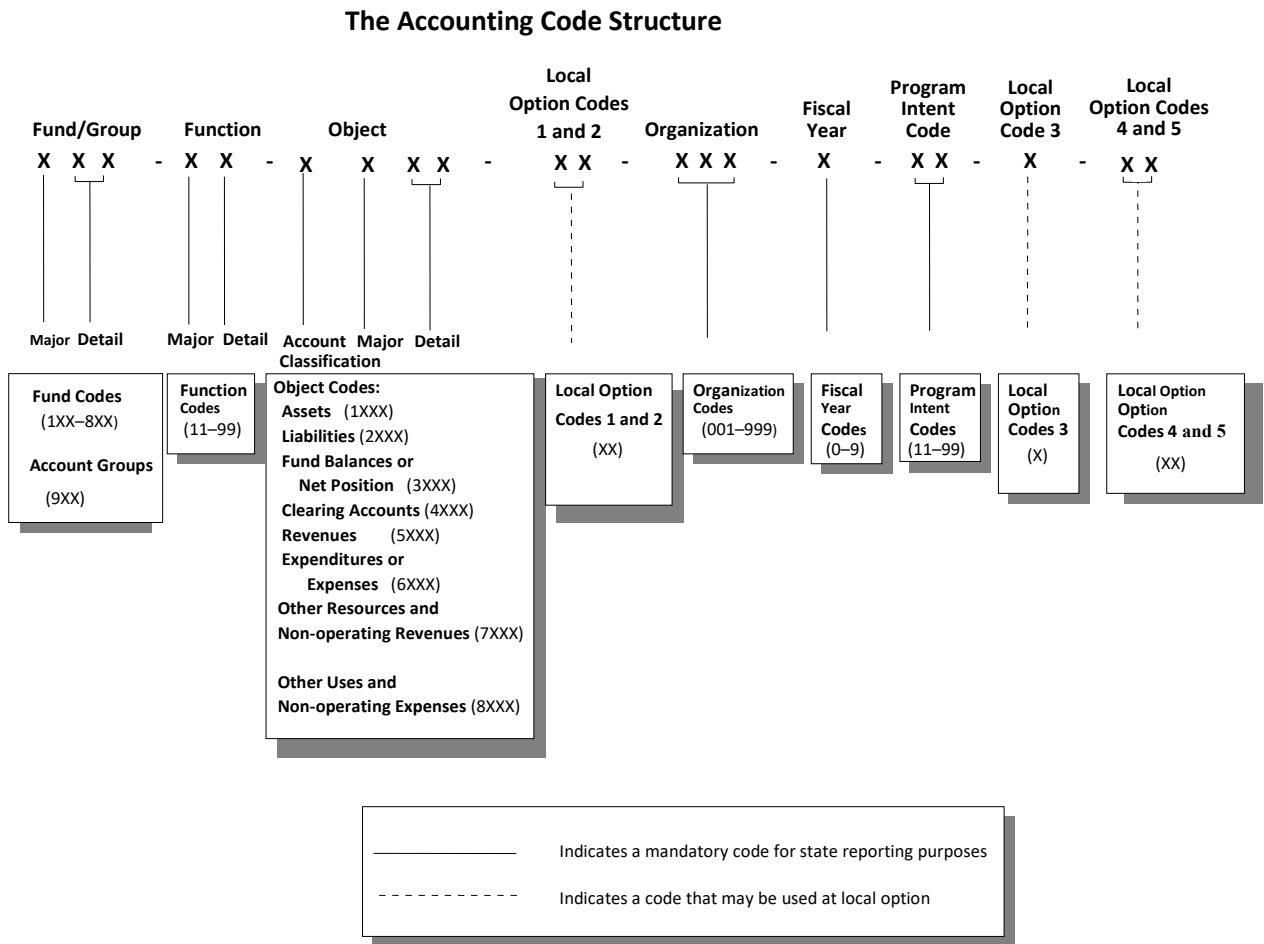 The Accounting Code Structure
Fund/Group
Function
Object
Local
Option Codes
1 and 2
Organization
Fiscal
Year
Program
Intent
Code
Local
Option
Code 3
Local
Option Codes
4 and 5
X X X - X X - X X X X - X X - X X X - X - X X - X - X X
Major Detail
Major Detail
Account Major Detail
Classification
Fund Codes
(1XX–8XX)
Account Groups
(9XX)
Function
Codes
(11–99)
Object Codes:
Assets (1XXX)
Liabilities (2XXX)
Fund Balances or
Net Position (3XXX)
Clearing Accounts (4XXX)
Revenues (5XXX)
Expenditures or
Expenses (6XXX)
Other Resources and
Non-operating Revenues (7XXX)
Other Uses and
Non-operating Expenses (8XXX)
Local Option
Codes 1 and 2
(XX)
Organization
Codes
(001–999)
Fiscal
Year
Codes
(0–9)
Program
Intent
Codes
(11–99)
Local
Option
Codes 3
(X)
Local Option
Option
Codes 4 and 5
(XX)
Indicates a mandatory code for state reporting purposes
Indicates a code that may be used at local option